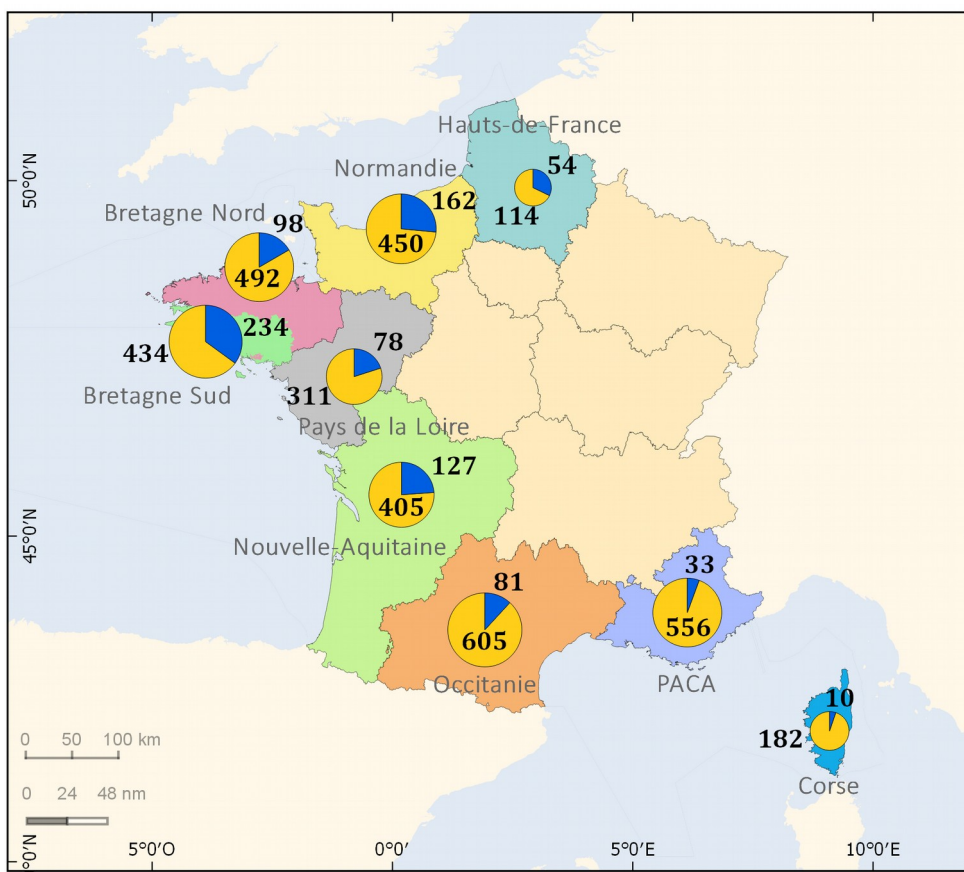 Hauts-de-France
54
114
Normandie
162
450
Bretagne Nord
98
492
234
434
Bretagne Sud
78
311
Pays de la Loire
127
405
Nouvelle-Aquitaine
81
605
Occitanie
33
556
PACA
10
182
Corse
0 50 100 km
0 24 48 nm
50°0'N
45°0'N
°0'N
5°0'O
0°0'
5°0'E
10°0'E